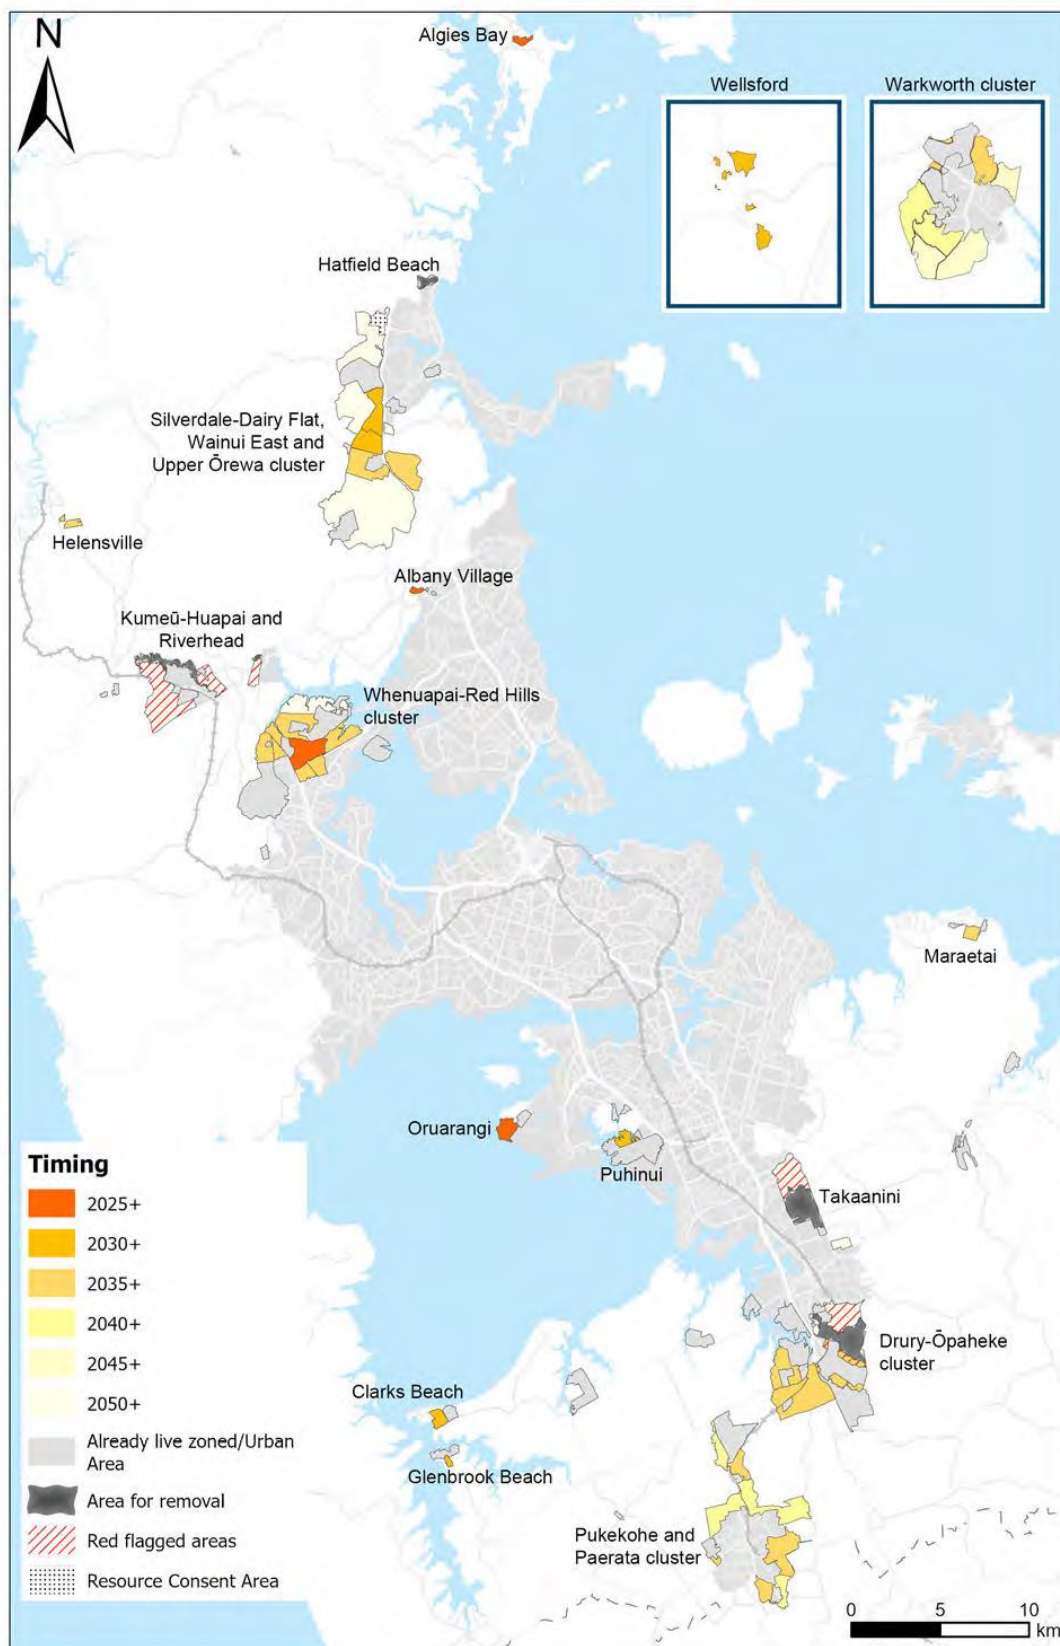 N
Algies Bay
Wellsford
Warkworth cluster
Hatfield Beach
Silverdale-Dairy Flat,
Wainui East and
Upper Ōrewa cluster
Helensville
Albany Village
Kumeū-Huapai and
Riverhead
Whenuapai-Red Hills
cluster
Maraetai
Oruarangi
Puhinui
Takaanini
Drury-Ōpaheke
cluster
Clarks Beach
Glenbrook Beach
Pukekohe and
Paerata cluster
Timing
2025+
2030+
2035+
2040+
2045+
2050+
Already live zoned/Urban
Area
Area for removal
Red flagged areas
Resource Consent Area
0 5 10
km